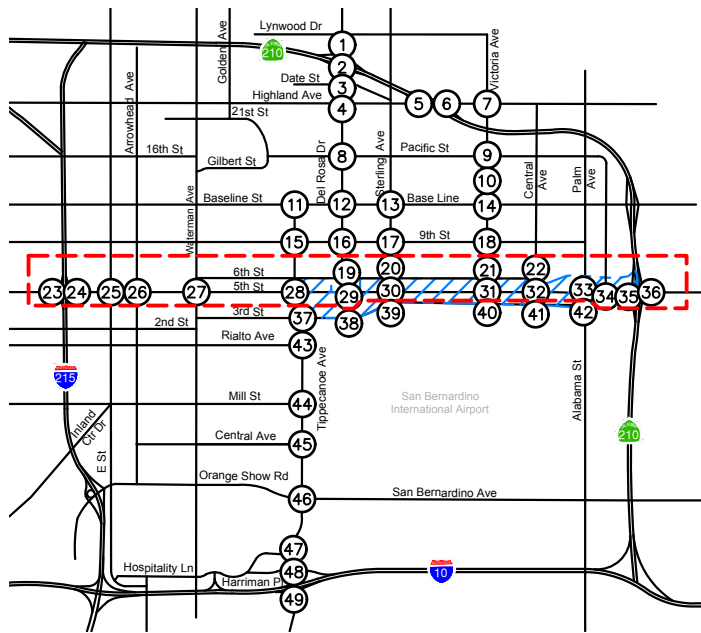 Lynwood Dr
1
210
2
Date St
3
Highland Ave
4
5
6
7
21st St
Golden Ave
Arrowhead Ave
Victoria Ave
16th St
Gilbert St
8
Pacific St
9
Del Rosa Dr
Sterling Ave
Central
Ave
Palm
Ave
10
Waterman Ave
Baseline St
11
12
13
Base Line
14
15
16
17
9th St
18
6th St
19
20
21
22
23
24
25
26
27
5th St
28
29
30
31
32
33
34
35
36
3rd St
37
38
39
40
41
42
2nd St
Rialto Ave
43
Tippecanoe Ave
215
Mill St
44
San Bernardino
International Airport
Alabama St
Inland
Ctr Dr
E St
Central Ave
45
210
Orange Show Rd
46
San Bernardino Ave
47
Hospitality Ln
48
10
Harriman P
49